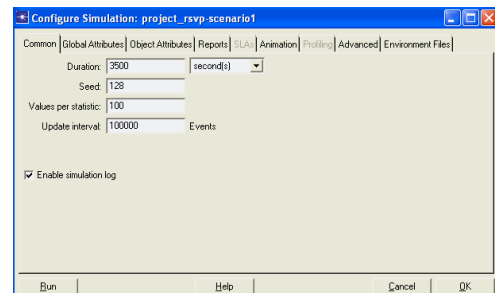 Configure Simulation: project_rsvp-scenario1
Common Global Attributes Object Attributes Reports SLAs Animation Profiling Advanced Environment Files
Duration: 3500 second(s)
Seed: 128
Values per statistic: 100
Update interval: 100000 Events
Enable simulation log
Run Help Cancel OK